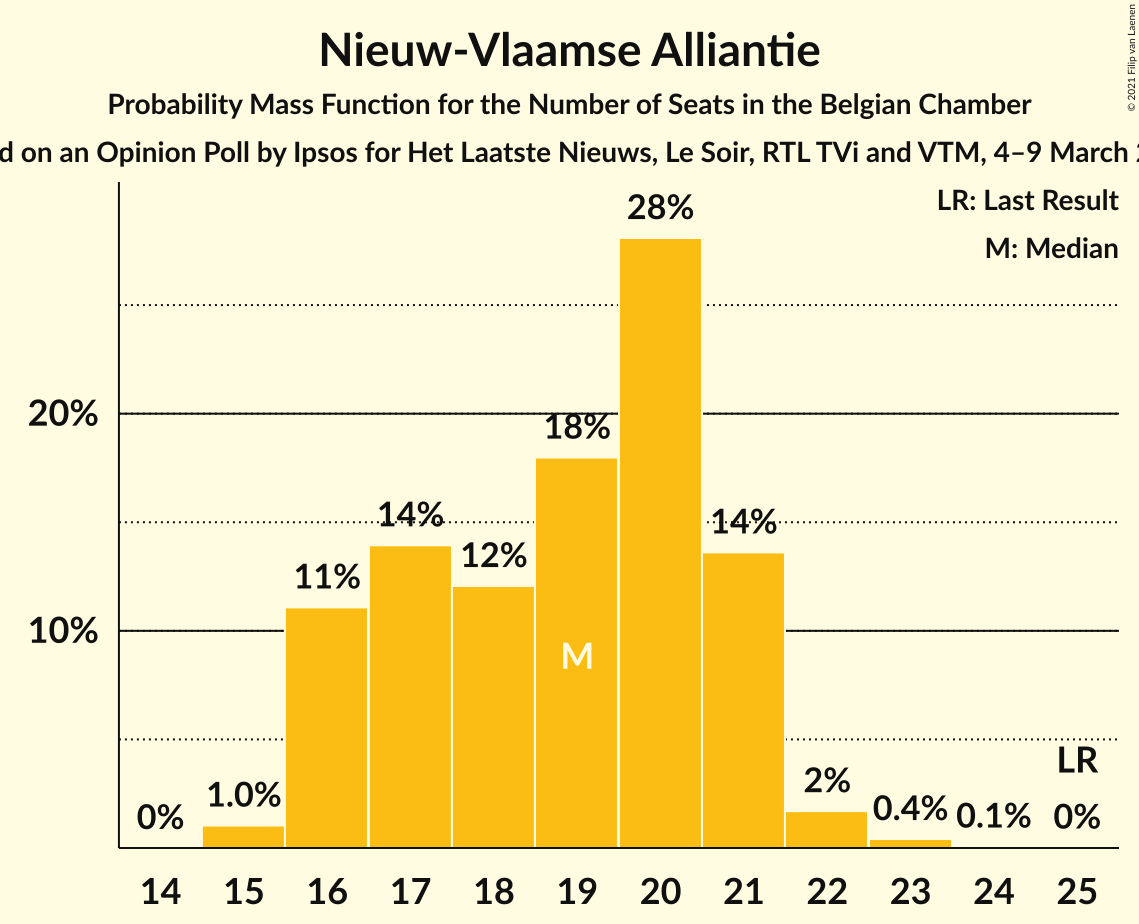 Nieuw-Vlaamse Alliantie
Probability Mass Function for the Number of Seats in the Belgian Chamber
on an Opinion Poll by Ipsos for Het Laatste Nieuws, Le Soir, RTL TVi and VTM, 4–9 March
© 2021 Filip van Laenen
LR: Last Result
M: Median
28%
20%
18%
14%
14%
12%
11%
10%
M
LR
1.0%
2%
0%
0.4%
0.1%
0%
14 15 16 17 18 19 20 21 22 23 24 25